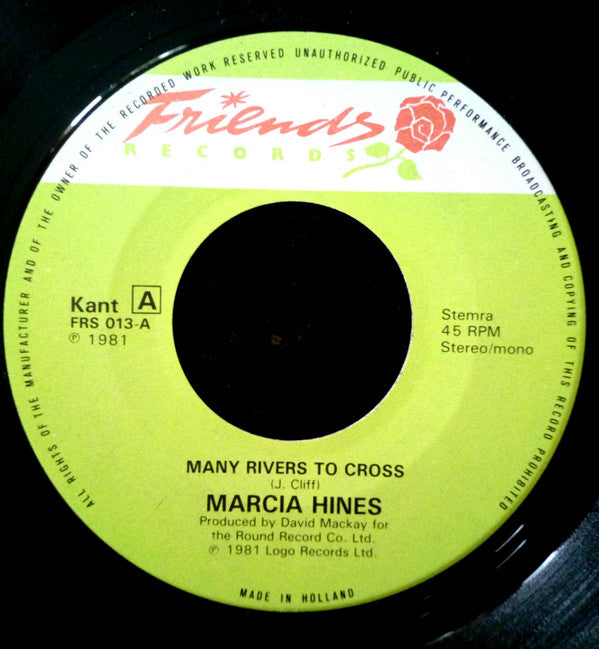 ALL RIGHTS OF THE MANUFACTURER AND OF THE OWNER OF THE RECORDED WORK RESERVED UNAUTHORIZED PUBLIC PERFORMANCE BROADCASTING AND COPYING OF THIS RECORD PROHIBITED
Friends
RECORDS
Kant A
FRS 013-A
℗ 1981
Stemra
45 RPM
Stereo/mono
MANY RIVERS TO CROSS
(J. Cliff)
MARCIA HINES
Produced by David Mackay for
the Round Record Co. Ltd.
℗ 1981 Logo Records Ltd.
MADE IN HOLLAND